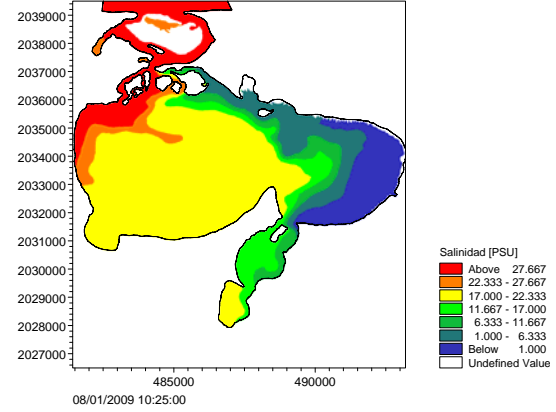 2039000
2038000
2037000
2036000
2035000
2034000
2033000
2032000
2031000
2030000
2029000
2028000
2027000
485000 490000
08/01/2009 10:25:00
Salinidad [PSU]
Above 27.667
22.333 - 27.667
17.000 - 22.333
11.667 - 17.000
6.333 - 11.667
1.000 - 6.333
Below 1.000
Undefined Value